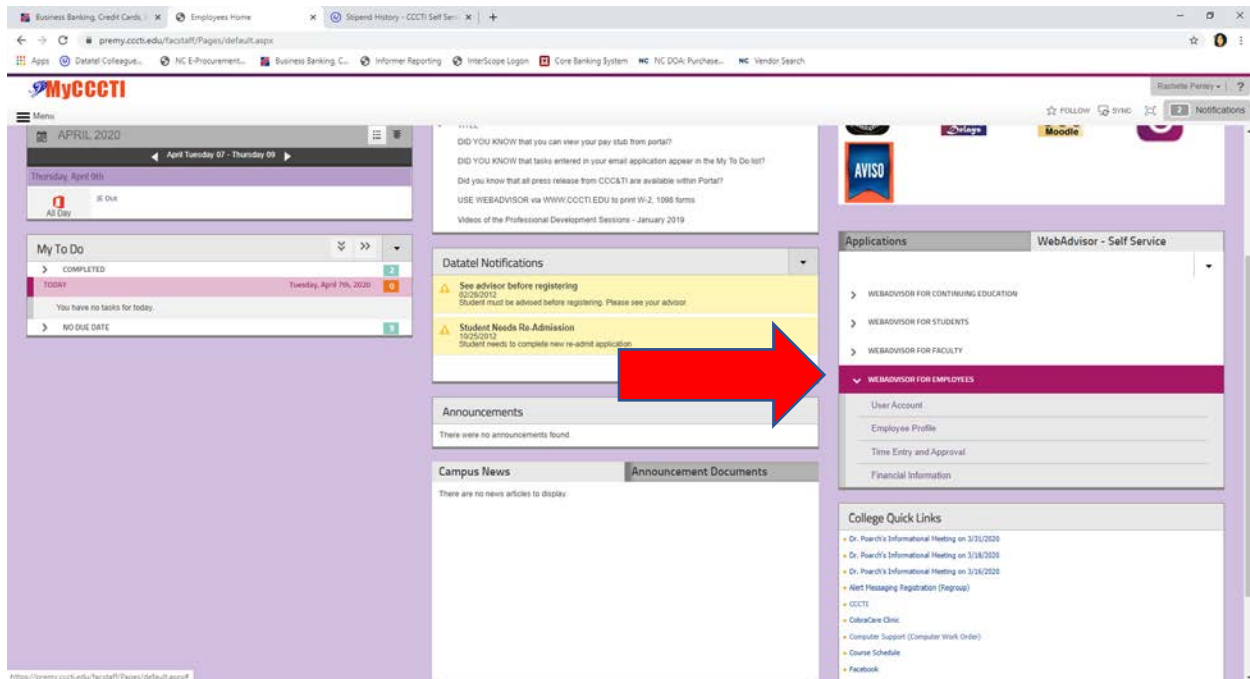 Business Banking, Credit Cards,
Employees Home
Stipend History - CCCTI Self Serv
premy.cccti.edu/facstaff/Pages/default.aspx
Apps
Datatel Colleague...
NC E-Procurement...
Business Banking, C...
Informer Reporting
InterScope Logon
Core Banking System
NC DOA: Purchase...
Vendor Search
MyCCCTI
?
Menu
FOLLOW
SYNC
2
Notifications
APRIL 2020
April Tuesday 07 - Thursday 09
Thursday, April 9th
All Day
JE Out
My To Do
COMPLETED
2
TODAY
Tuesday, April 7th, 2020
0
You have no tasks for today.
NO DUE DATE
9
TITLE
DID YOU KNOW that you can view your pay stub from portal?
DID YOU KNOW that tasks entered in your email application appear in the My To Do list?
Did you know that all press release from CCC&TI are available within Portal?
USE WEBADVISOR via WWW.CCCTI.EDU to print W-2, 1098 forms
Videos of the Professional Development Sessions - January 2019
Datatel Notifications
See advisor before registering
02/28/2012
Student must be advised before registering. Please see your advisor.
Student Needs Re-Admission
10/25/2012
Student needs to complete new re-admit application
Announcements
There were no announcements found.
Campus News
Announcement Documents
There are no news articles to display.
Delays
Moodle
AVISO
Applications
WebAdvisor - Self Service
WEBADVISOR FOR CONTINUING EDUCATION
WEBADVISOR FOR STUDENTS
WEBADVISOR FOR FACULTY
WEBADVISOR FOR EMPLOYEES
User Account
Employee Profile
Time Entry and Approval
Financial Information
College Quick Links
Dr. Poarch's Informational Meeting on 3/31/2020
Dr. Poarch's Informational Meeting on 3/18/2020
Dr. Poarch's Informational Meeting on 3/16/2020
Alert Messaging Registration (Regroup)
CCCTI
CobraCare Clinic
Computer Support (Computer Work Order)
Course Schedule
Facebook
https://premy.cccti.edu/facstaff/Pages/default.aspx#